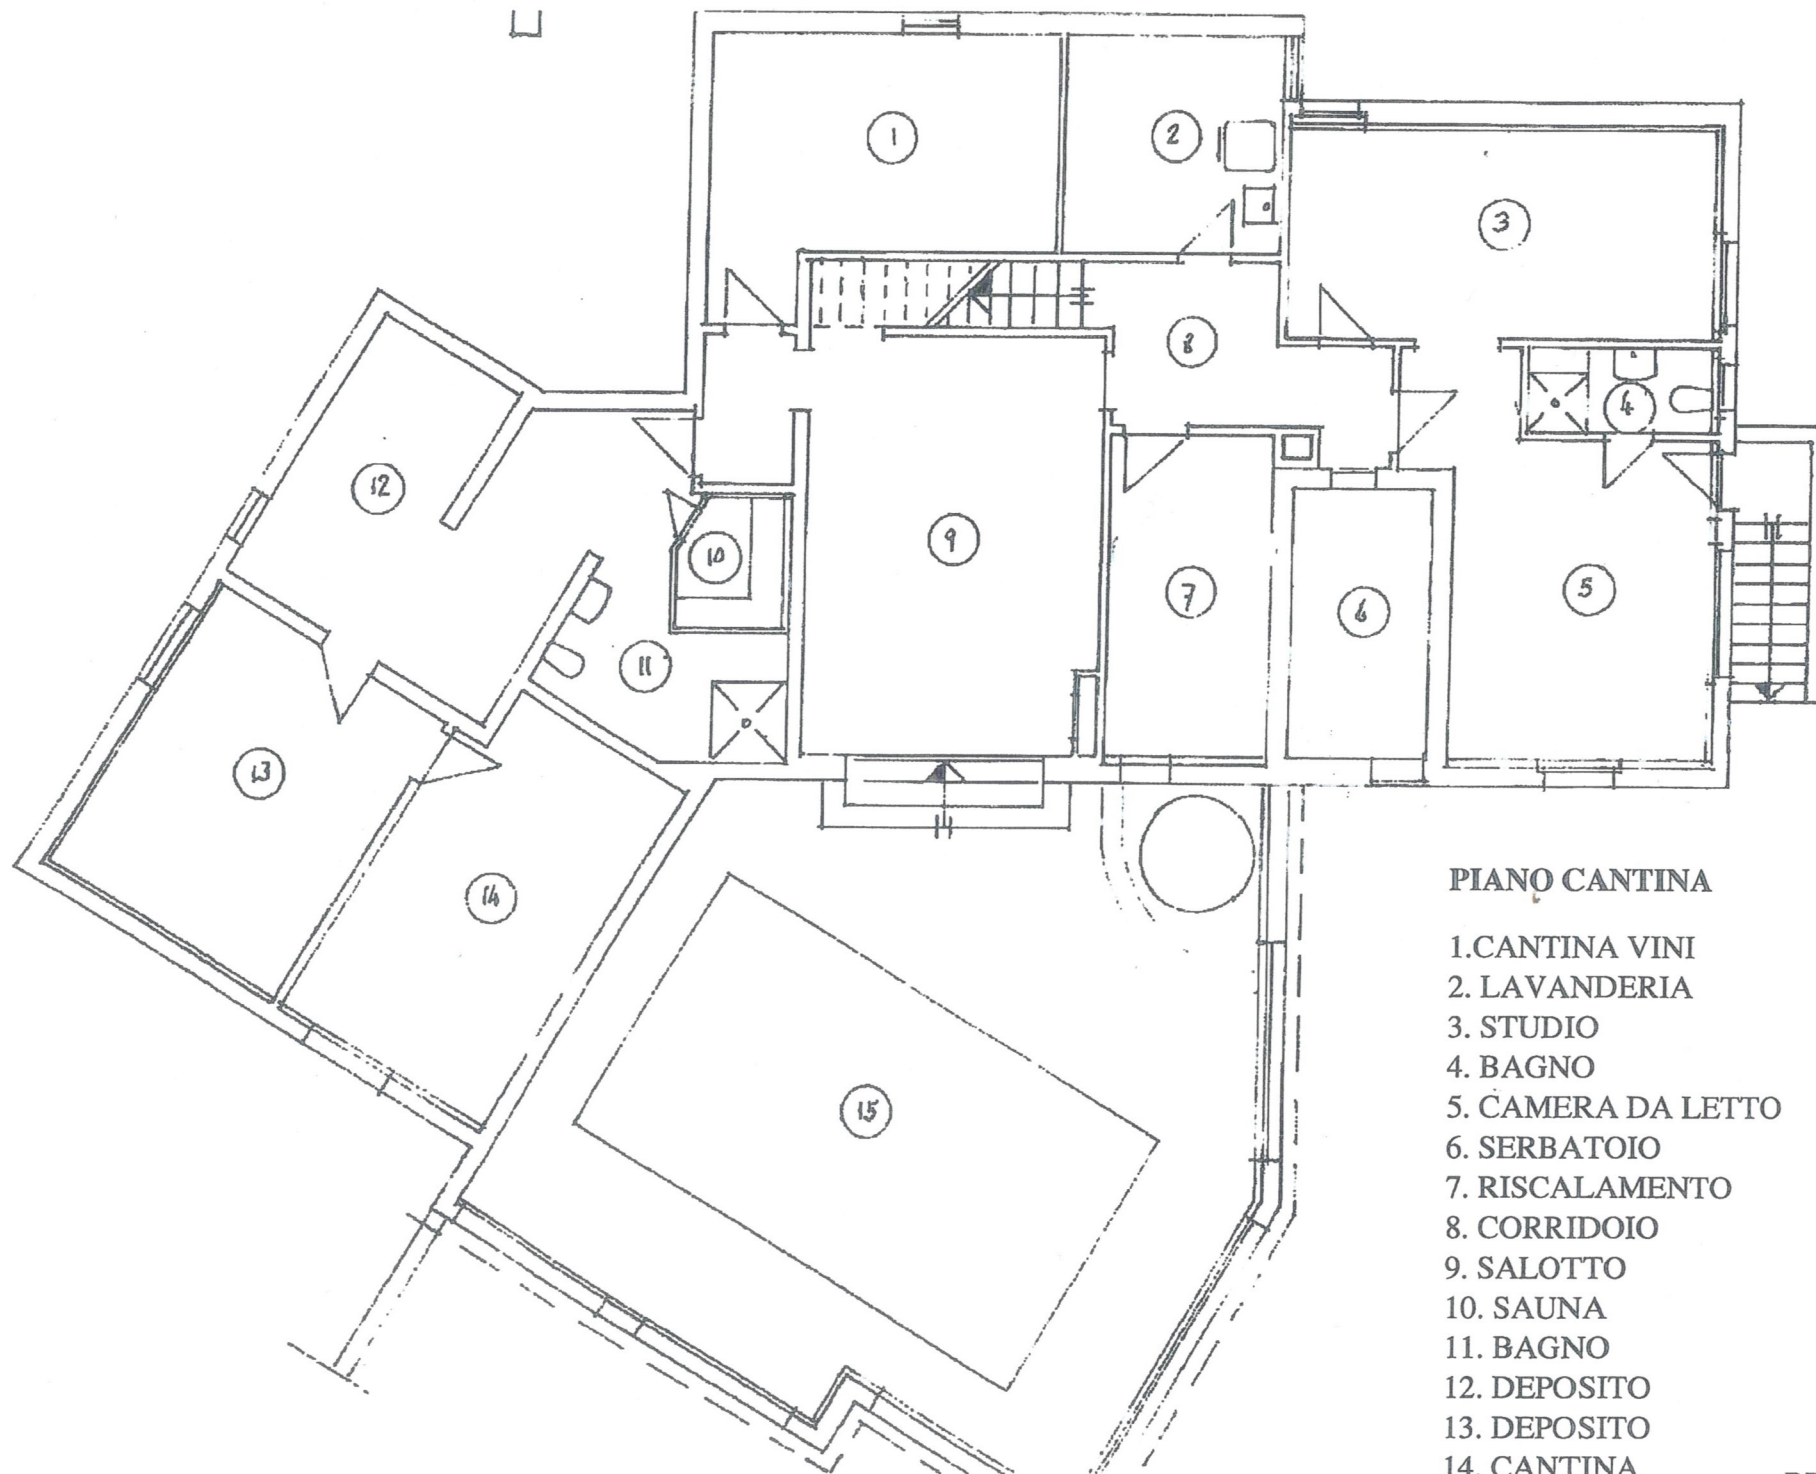 1
2
3
4
5
6
7
8
9
10
11
12
13
14
15
PIANO CANTINA
1.CANTINA VINI
2. LAVANDERIA
3. STUDIO
4. BAGNO
5. CAMERA DA LETTO
6. SERBATOIO
7. RISCALAMENTO
8. CORRIDOIO
9. SALOTTO
10. SAUNA
11. BAGNO
12. DEPOSITO
13. DEPOSITO
14. CANTINA